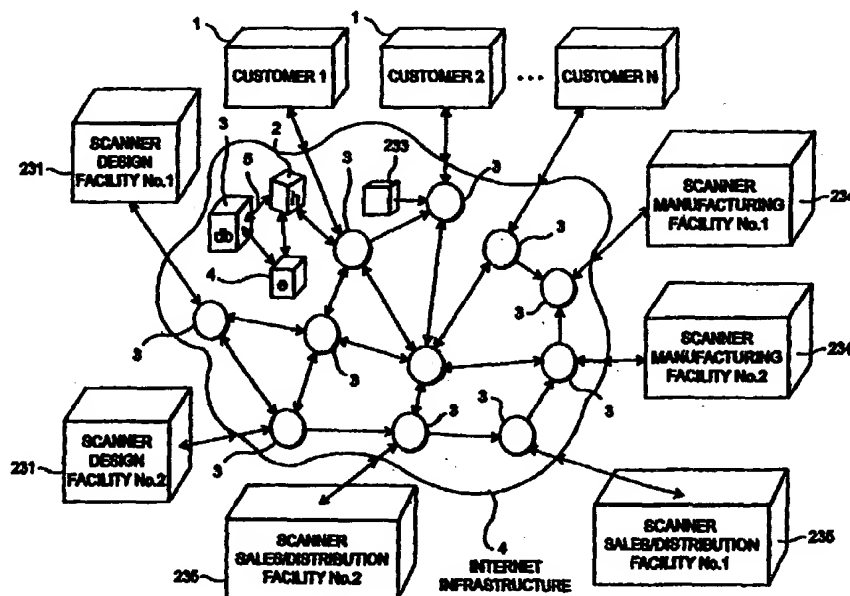 1
1
CUSTOMER 1
CUSTOMER 2
...
CUSTOMER N
3
2
5
3
233
3
231
SCANNER
DESIGN
FACILITY No.1
db
h
4
3
3
SCANNER
MANUFACTURING
FACILITY No.1
234
3
3
SCANNER
MANUFACTURING
FACILITY No.2
234
3
3
3
3
231
SCANNER
DESIGN
FACILITY No.2
3
SCANNER
SALES/DISTRIBUTION
FACILITY No.2
235
4
INTERNET
INFRASTRUCTURE
SCANNER
SALES/DISTRIBUTION
FACILITY No.1
235